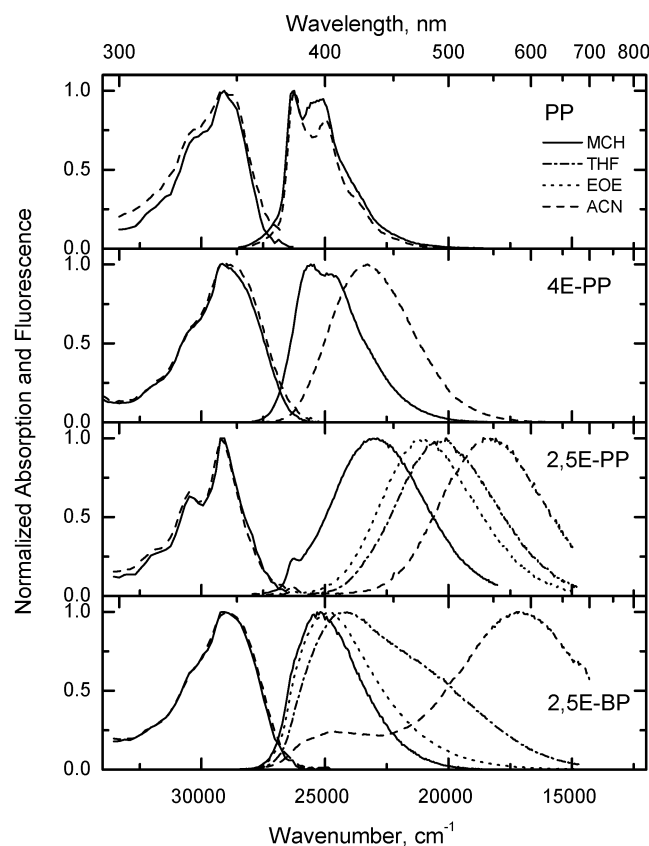 Wavelength, nm
300 400 500 600 700 800
1.0
0.5
0.0
PP
MCH
THF
EOE
ACN
1.0
0.5
0.0
4E-PP
1.0
0.5
0.0
2,5E-PP
1.0
0.5
0.0
2,5E-BP
Normalized Absorption and Fluorescence
30000 25000 20000 15000
Wavenumber, cm⁻¹